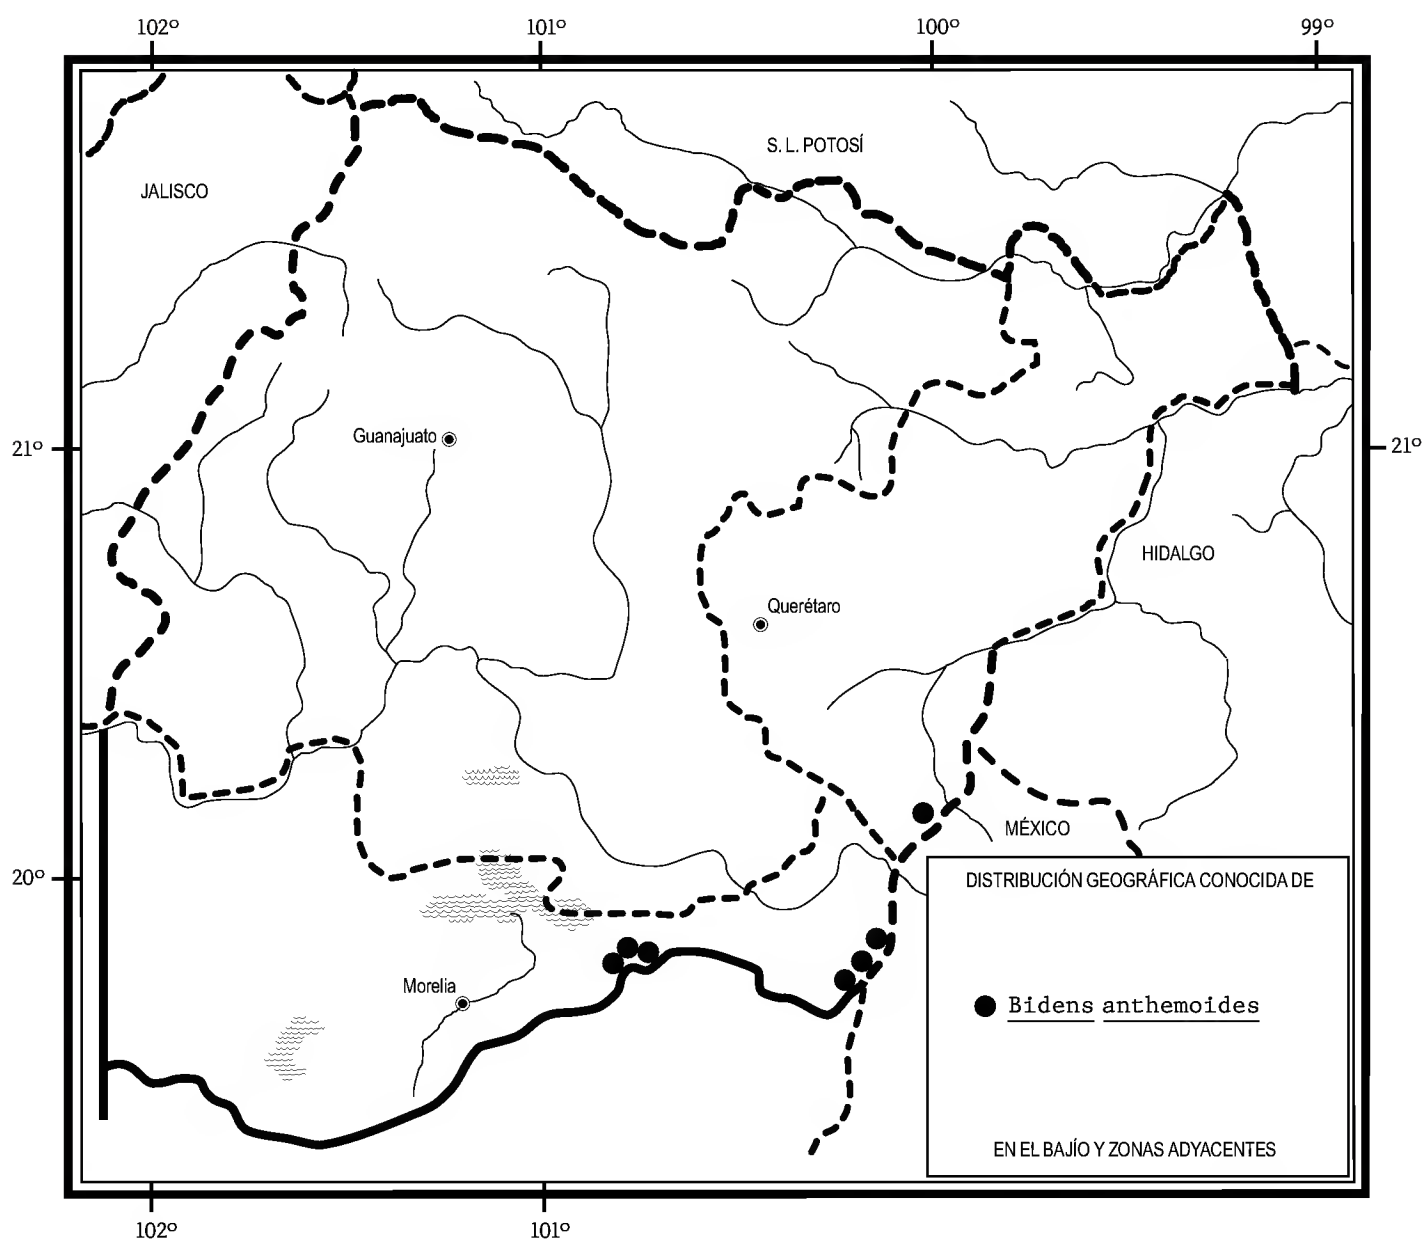 102º 101º 100º 99º
S. L. POTOSÍ
JALISCO
Guanajuato
21º 21º
HIDALGO
Querétaro
MÉXICO
20º
DISTRIBUCIÓN GEOGRÁFICA CONOCIDA DE
Morelia
Bidens anthemoides
EN EL BAJÍO Y ZONAS ADYACENTES
102º 101º